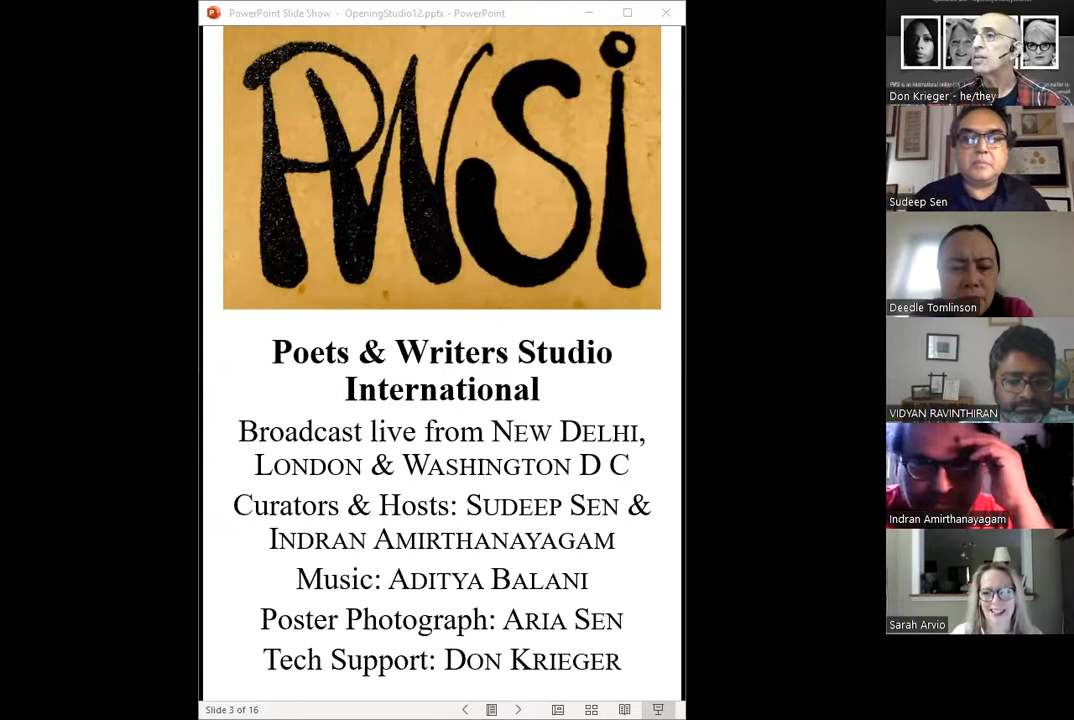 PowerPoint Slide Show - OpeningStudio12.pptx - PowerPoint
PWSi
Poets & Writers Studio
International
Broadcast live from NEW DELHI,
LONDON & WASHINGTON D C
Curators & Hosts: SUDEEP SEN &
INDRAN AMIRTHANAYAGAM
Music: ADITYA BALANI
Poster Photograph: ARIA SEN
Tech Support: DON KRIEGER
Slide 3 of 16
Don Krieger - he/they
Sudeep Sen
Deedle Tomlinson
VIDYAN RAVINTHIRAN
Indran Amirthanayagam
Sarah Arvio